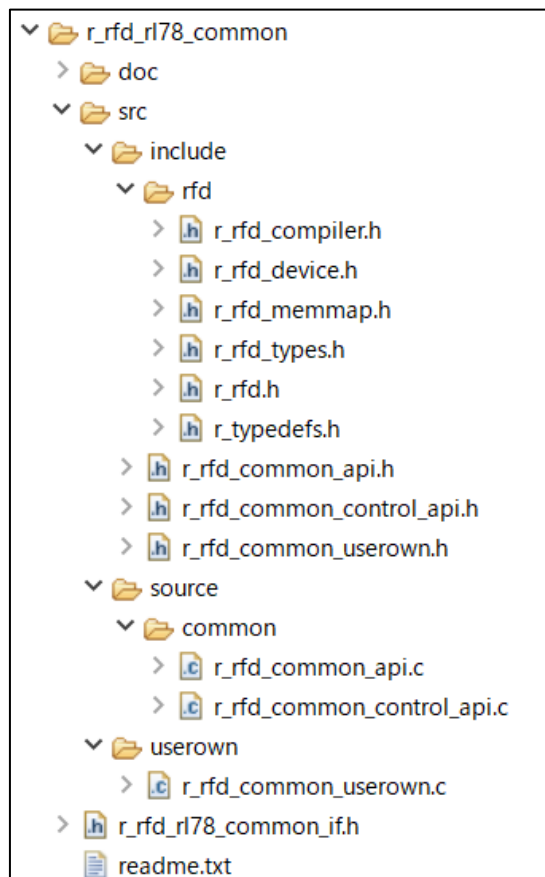 r_rfd_rl78_common
doc
src
include
rfd
.h r_rfd_compiler.h
.h r_rfd_device.h
.h r_rfd_memmap.h
.h r_rfd_types.h
.h r_rfd.h
.h r_typedefs.h
.h r_rfd_common_api.h
.h r_rfd_common_control_api.h
.h r_rfd_common_userown.h
source
common
.c r_rfd_common_api.c
.c r_rfd_common_control_api.c
userown
.c r_rfd_common_userown.c
.h r_rfd_rl78_common_if.h
readme.txt